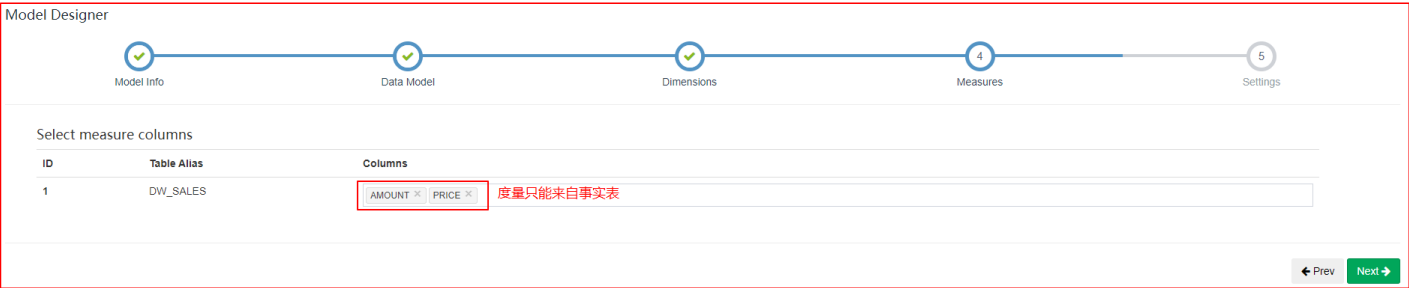 Model Designer
4
5
Model Info
Data Model
Dimensions
Measures
Settings
Select measure columns
ID Table Alias Columns
1 DW_SALES AMOUNT × PRICE × 度量只能来自事实表
Prev Next